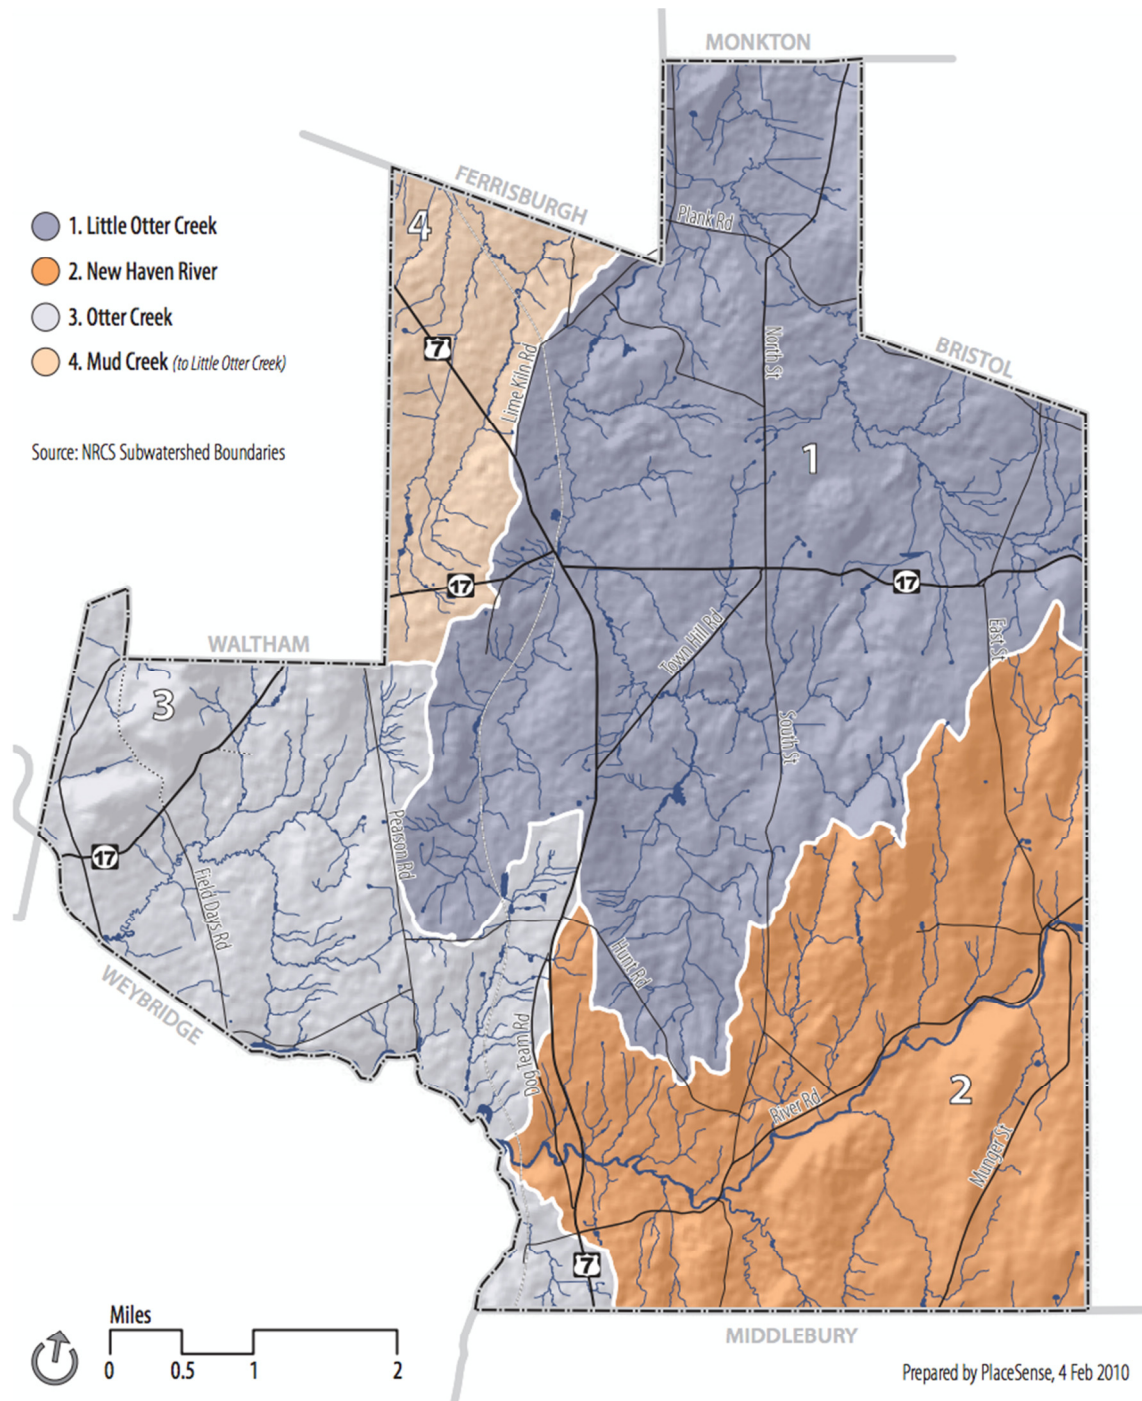 MONKTON
FERRISBURGH
4
1. Little Otter Creek
2. New Haven River
3. Otter Creek
4. Mud Creek (to Little Otter Creek)
Source: NRCS Subwatershed Boundaries
Plank Rd
7
Lime Kiln Rd
North St
BRISTOL
1
17
17
WALTHAM
Town Hill Rd
East St
3
South St
17
Pearson Rd
Field Days Rd
Hunt Rd
WEYBRIDGE
Dog Team Rd
River Rd
2
Munger St
7
Miles
0 0.5 1 2
MIDDLEBURY
Prepared by PlaceSense, 4 Feb 2010